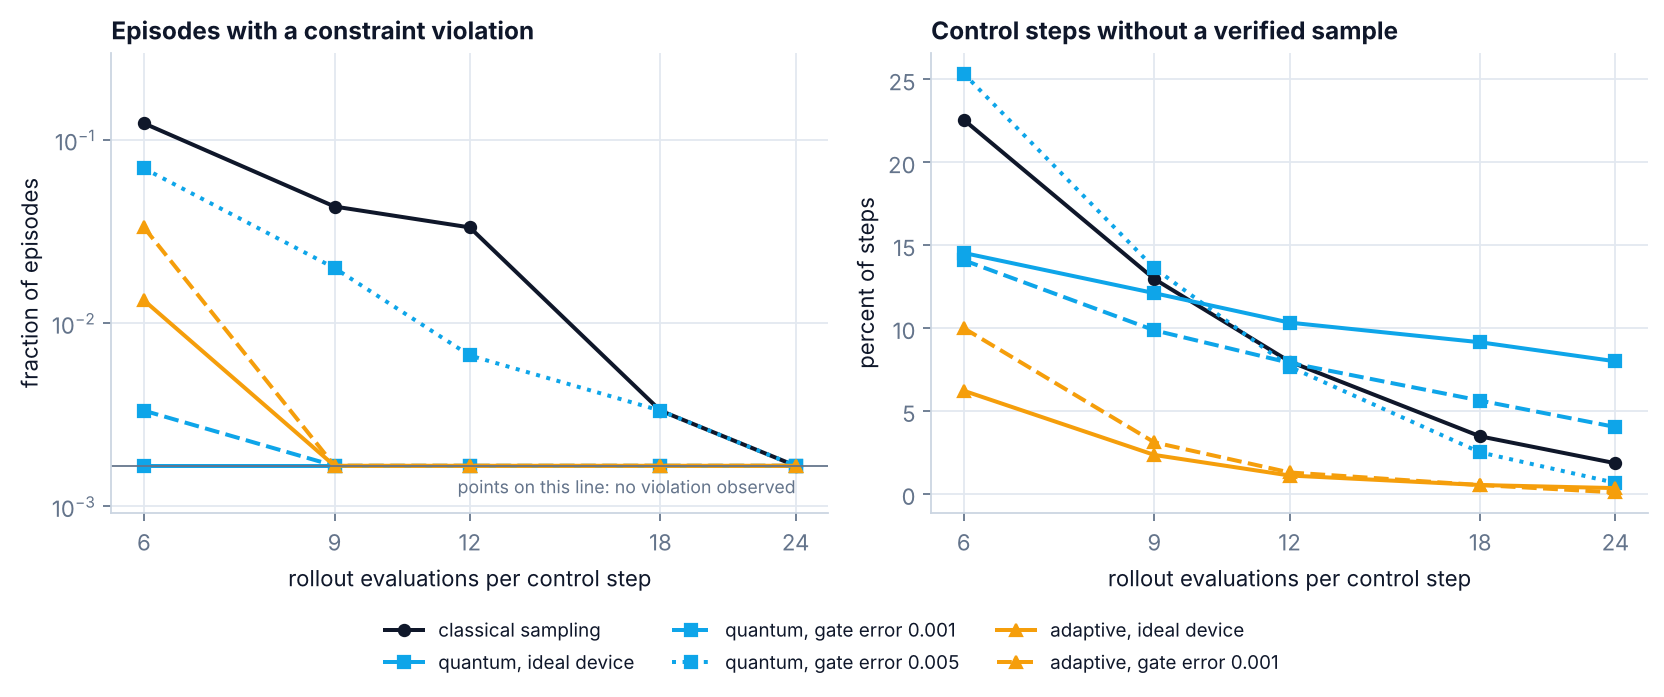 Episodes with a constraint violation
fraction of episodes
10⁻¹
10⁻²
10⁻³
points on this line: no violation observed
6 9 12 18 24
rollout evaluations per control step
Control steps without a verified sample
percent of steps
25
20
15
10
5
0
6 9 12 18 24
rollout evaluations per control step
classical sampling
quantum, ideal device
quantum, gate error 0.001
quantum, gate error 0.005
adaptive, ideal device
adaptive, gate error 0.001